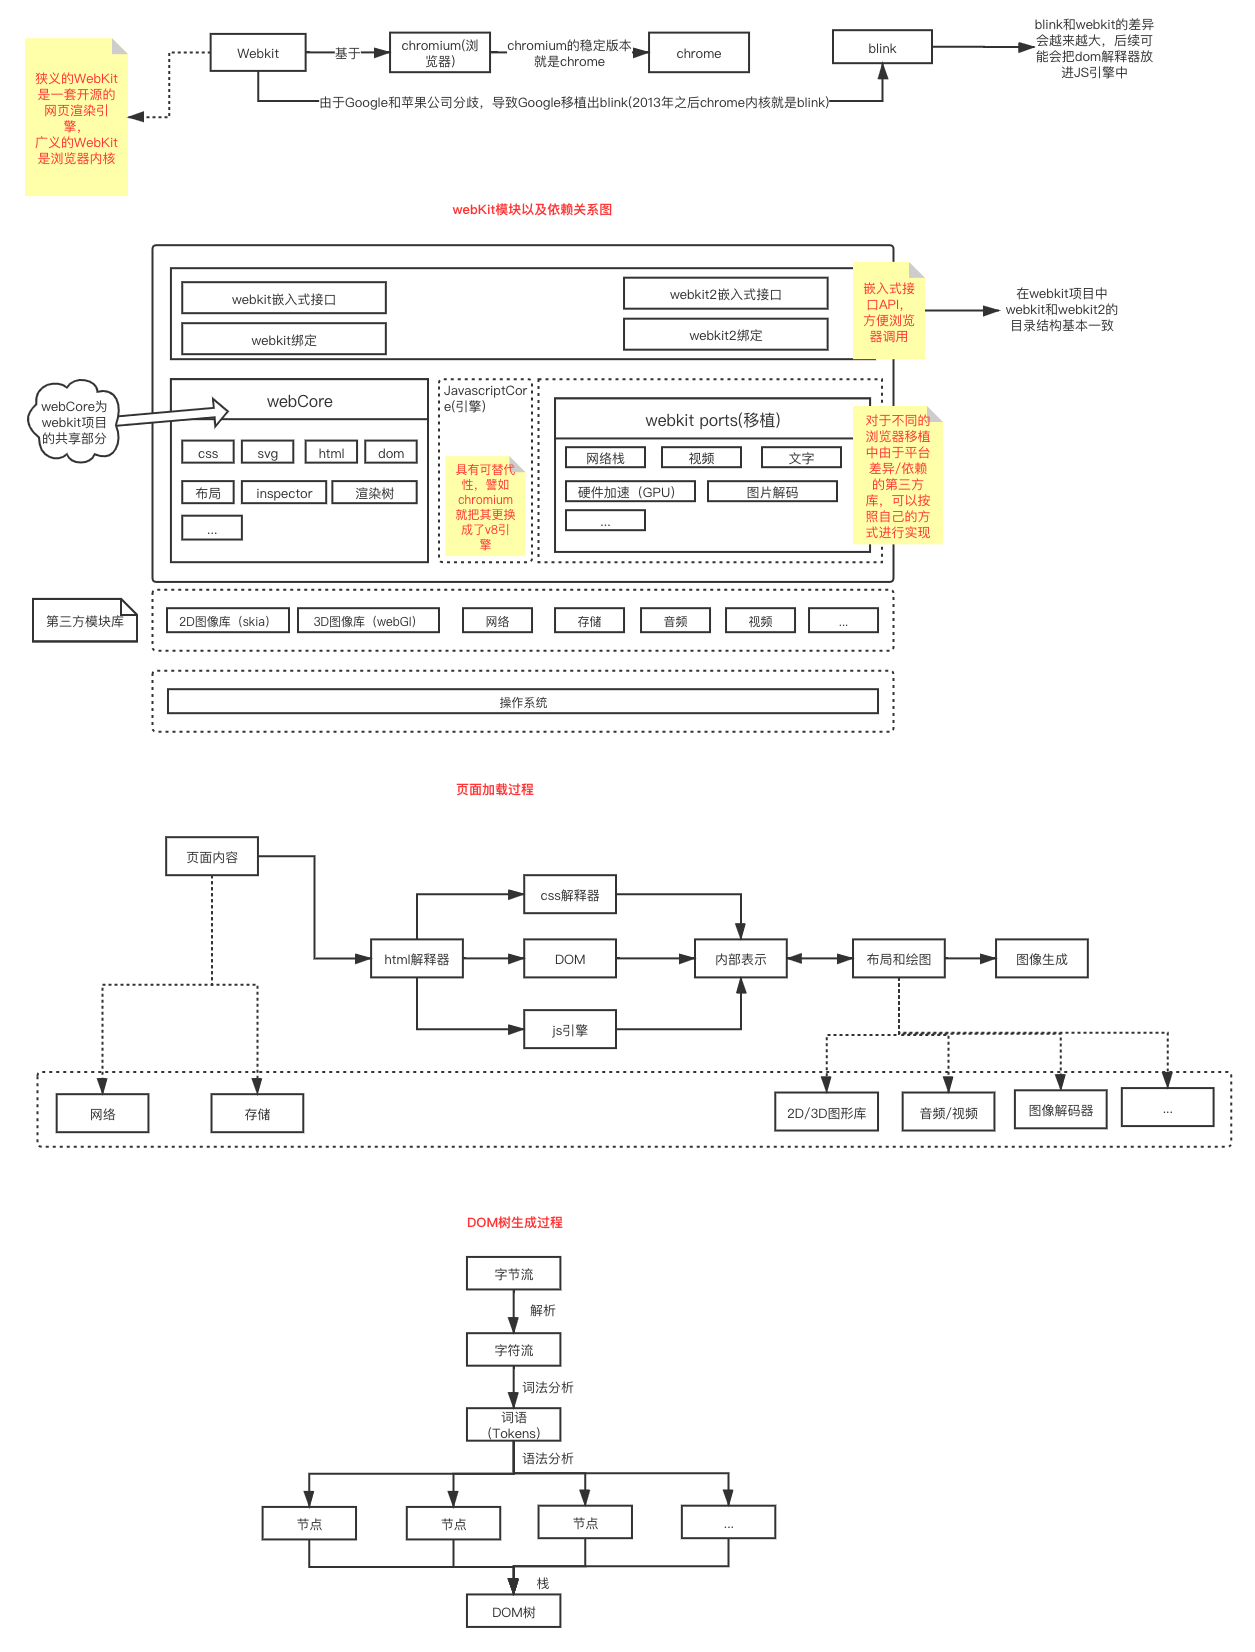 Webkit
基于
chromium(浏
览器)
chromium的稳定版本
就是chrome
chrome
blink
blink和webkit的差异
会越来越大，后续可
能会把dom解释器放
进JS引擎中
狭义的WebKit
是一套开源的
网页渲染引
擎，
广义的WebKit
是浏览器内核
由于Google和苹果公司分歧，导致Google移植出blink(2013年之后chrome内核就是blink)
webKit模块以及依赖关系图
webkit嵌入式接口
webkit2嵌入式接口
webkit绑定
webkit2绑定
嵌入式接
口API，
方便浏览
器调用
在webkit项目中
webkit和webkit2的
目录结构基本一致
webCore为
webkit项目
的共享部分
webCore
css
svg
html
dom
布局
inspector
渲染树
...
JavascriptCor
e(引擎)
具有可替代
性，譬如
chromium
就把其更换
成了v8引
擎
webkit ports(移植)
网络栈
视频
文字
硬件加速（GPU）
图片解码
...
对于不同的
浏览器移植
中由于平台
差异/依赖
的第三方
库，可以按
照自己的方
式进行实现
第三方模块库
2D图像库（skia）
3D图像库（webGl）
网络
存储
音频
视频
...
操作系统
页面加载过程
页面内容
html解释器
css解释器
DOM
js引擎
内部表示
布局和绘图
图像生成
网络
存储
2D/3D图形库
音频/视频
图像解码器
...
DOM树生成过程
字节流
解析
字符流
词法分析
词语
(Tokens)
语法分析
节点
节点
节点
...
栈
DOM树